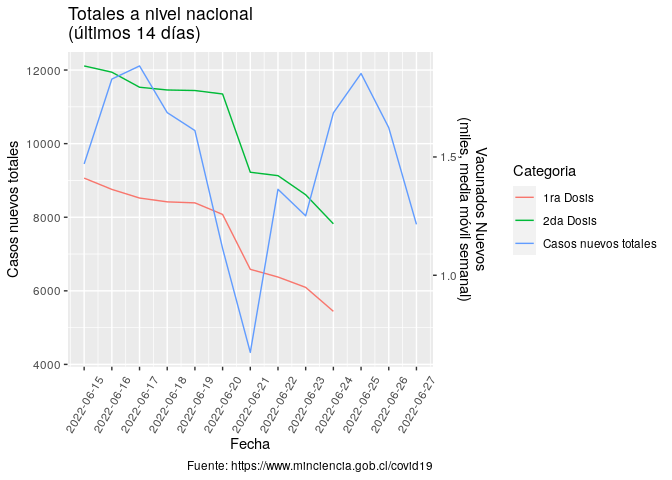 Totales a nivel nacional
(últimos 14 días)
Casos nuevos totales
12000
10000
8000
6000
4000
1.5
1.0
Vacunados Nuevos
(miles, media móvil semanal)
2022-06-15
2022-06-16
2022-06-17
2022-06-18
2022-06-19
2022-06-20
2022-06-21
2022-06-22
2022-06-23
2022-06-24
2022-06-25
2022-06-26
2022-06-27
Fecha
Categoria
1ra Dosis
2da Dosis
Casos nuevos totales
Fuente: https://www.minciencia.gob.cl/covid19